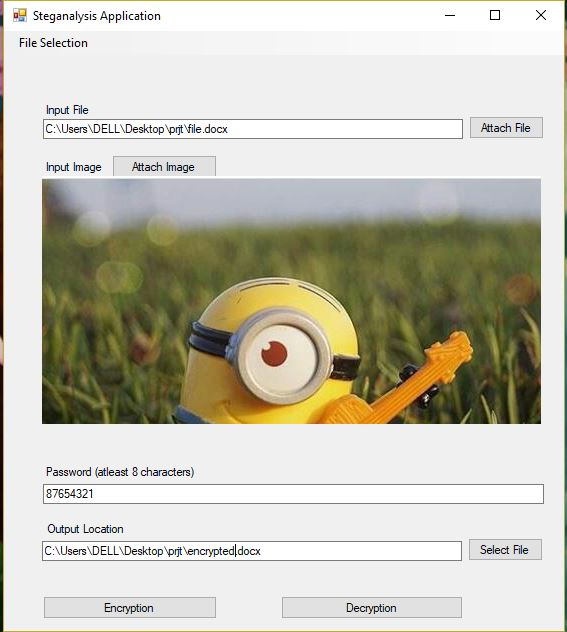 Steganalysis Application
File Selection
Input File
C:\Users\DELL\Desktop\prjt\file.docx
Attach File
Input Image
Attach Image
Password (atleast 8 characters)
87654321
Output Location
C:\Users\DELL\Desktop\prjt\encrypted.docx
Select File
Encryption
Decryption